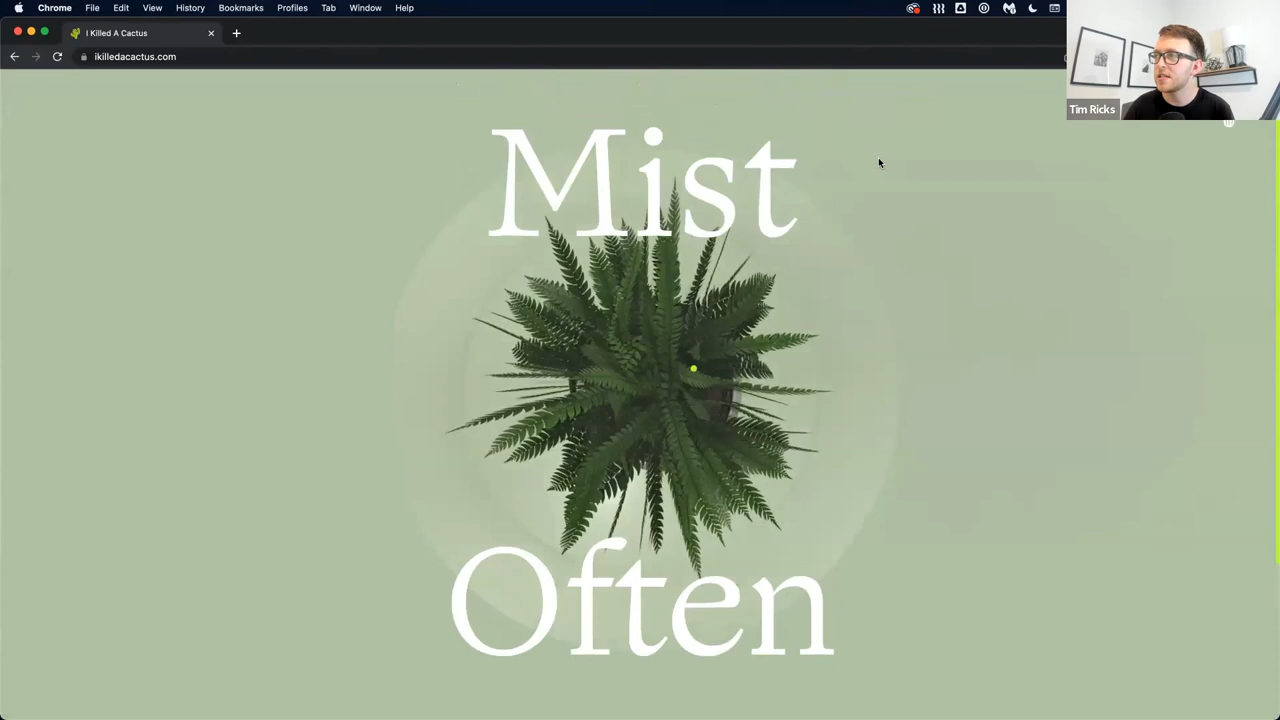 Chrome File Edit View History Bookmarks Profiles Tab Window Help
I Killed A Cactus
ikilledacactus.com
Tim Ricks
Mist
Often